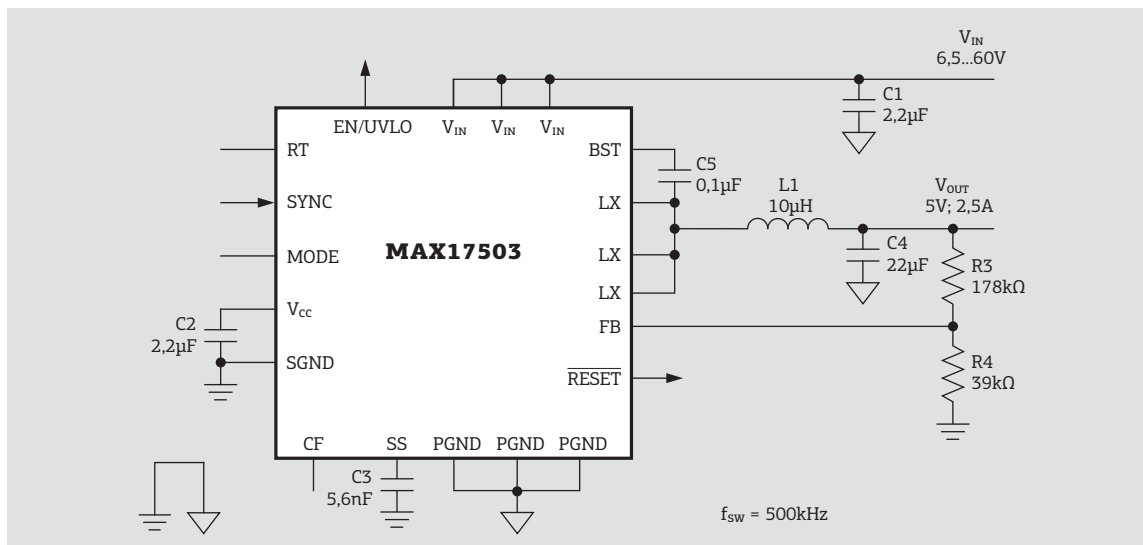 V_IN
6,5...60V
C1
2,2µF
EN/UVLO
V_IN
V_IN
V_IN
RT
BST
C5
0,1µF
SYNC
LX
L1
10µH
V_OUT
5V; 2,5A
MODE
MAX17503
LX
C4
22µF
R3
178kΩ
LX
V_CC
C2
2,2µF
FB
SGND
RESET
R4
39kΩ
CF
SS
PGND
PGND
PGND
C3
5,6nF
f_SW = 500kHz